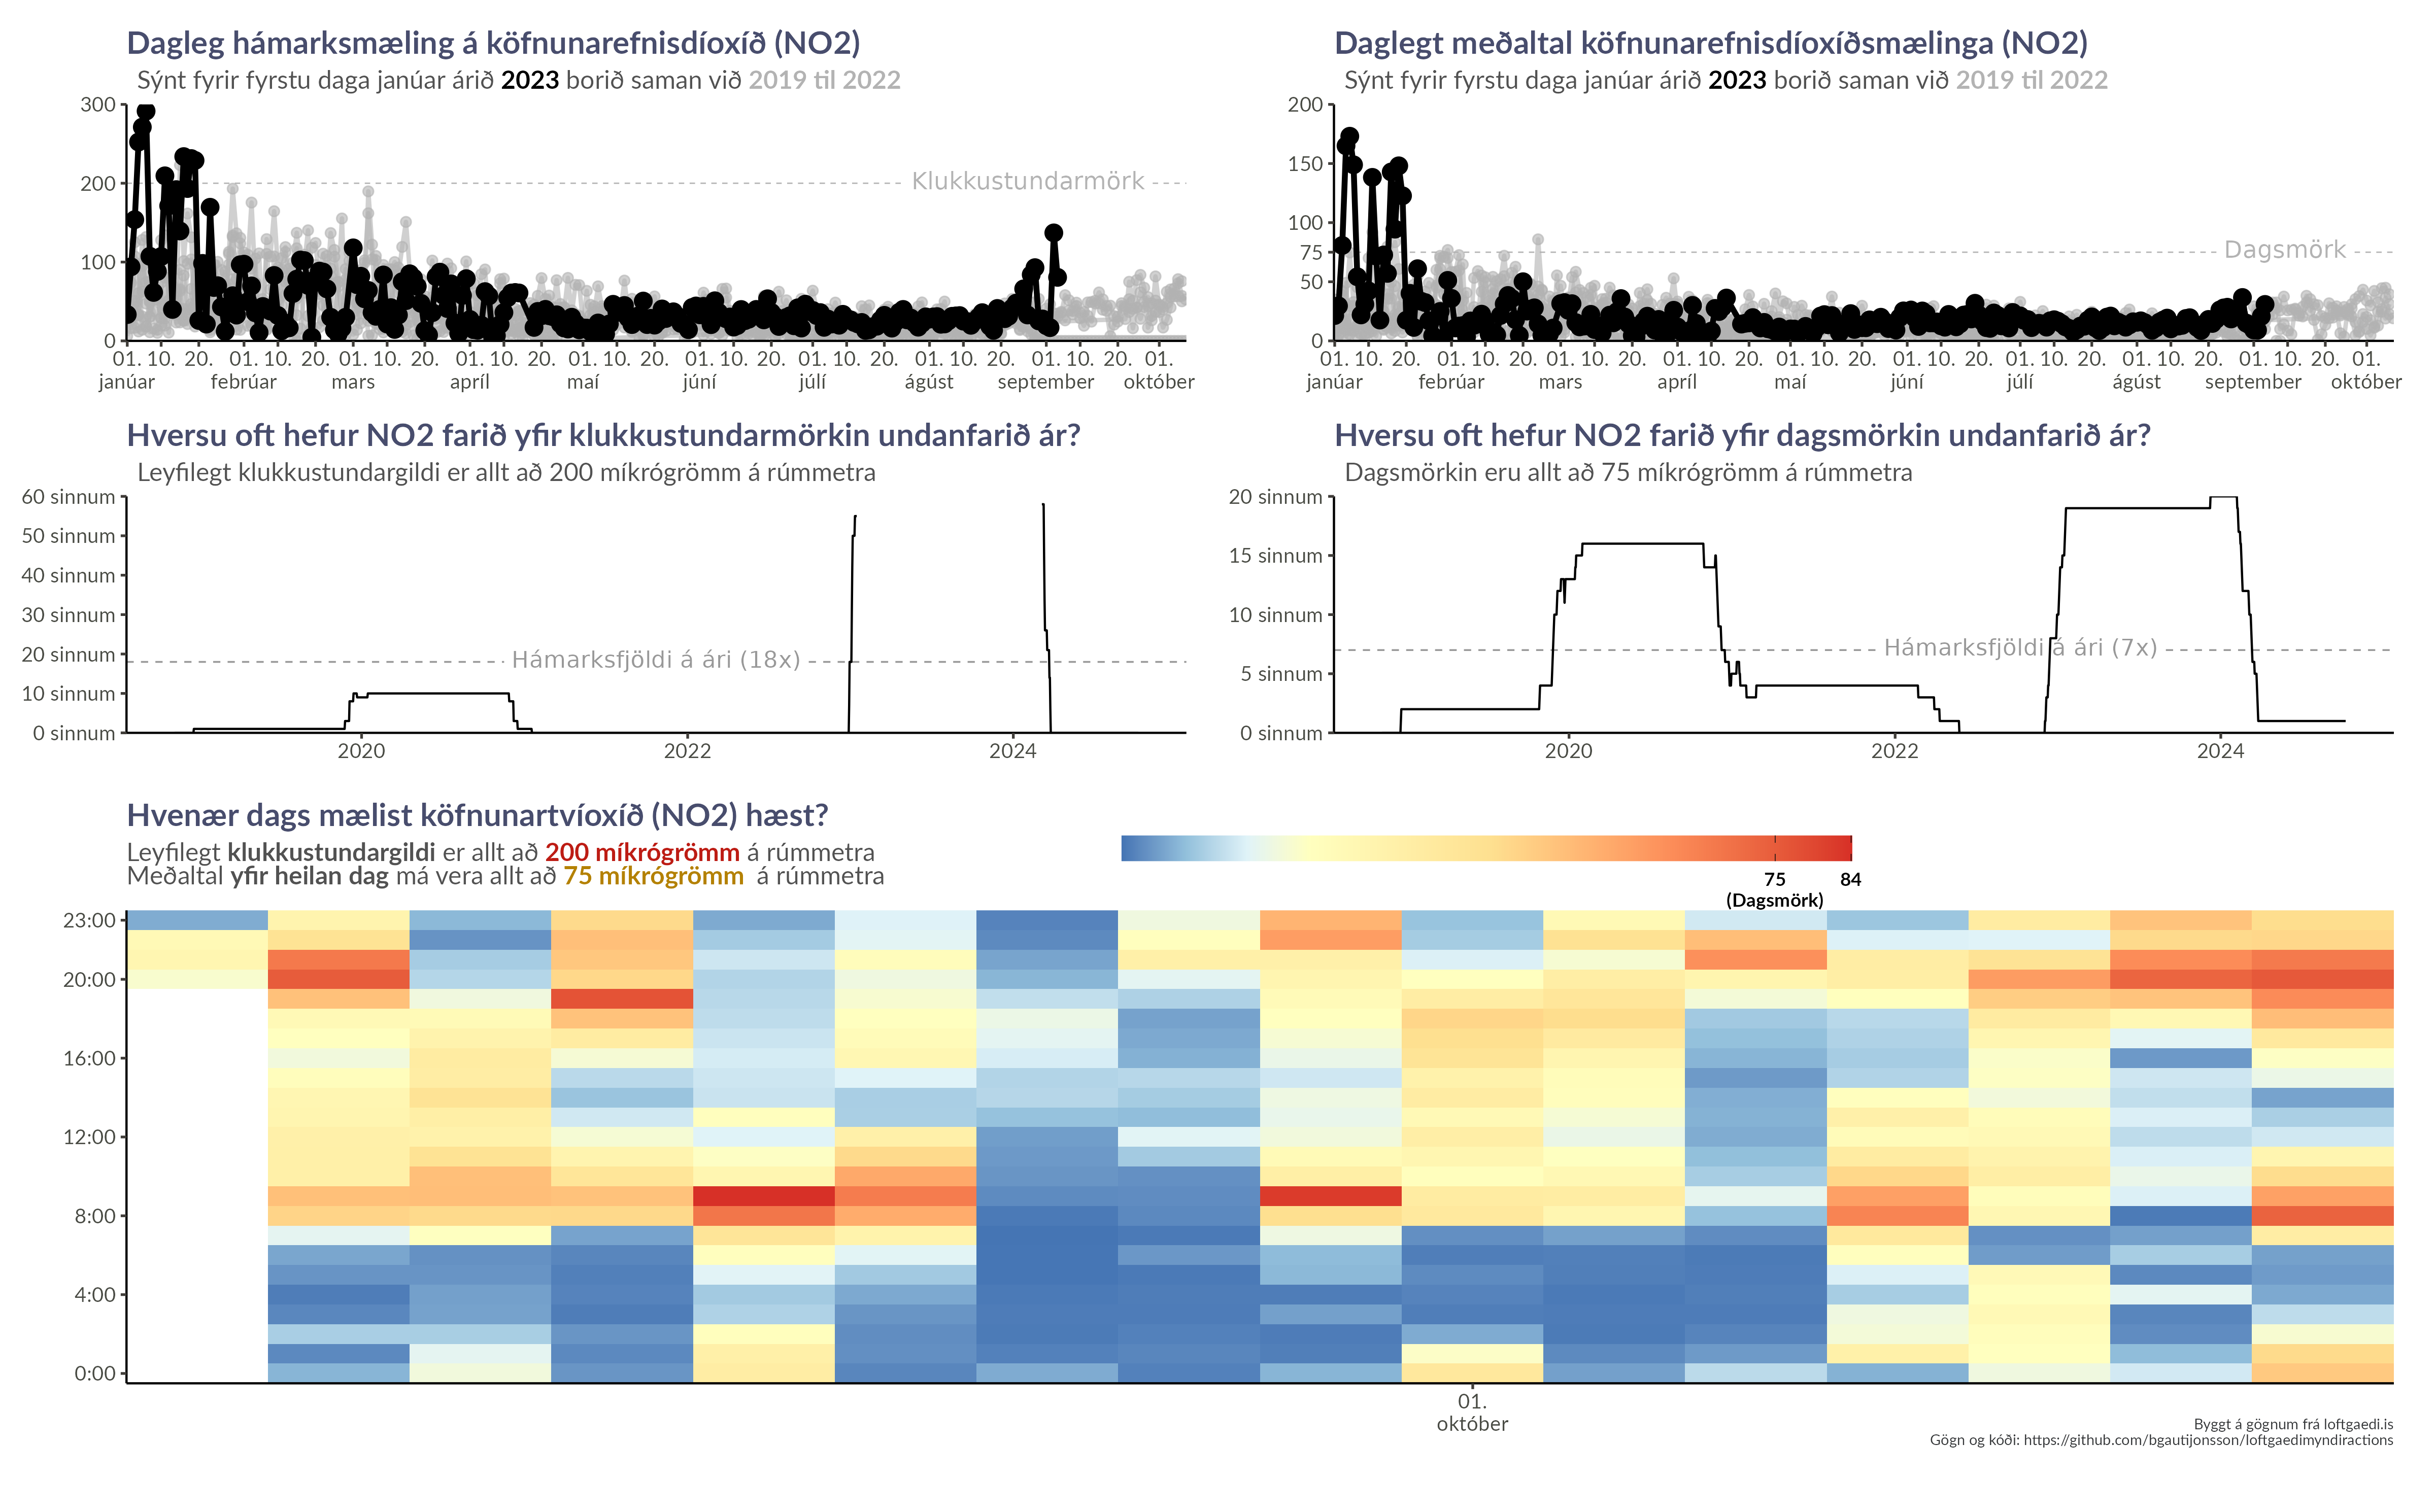 Dagleg hámarksmæling á köfnunarefnisdíoxíð (NO2)
Sýnt fyrir fyrstu daga janúar árið 2023 borið saman við 2019 til 2022
300
200
100
0
Klukkustundarmörk
01. 10. 20. 01. 10. 20. 01. 10. 20. 01. 10. 20. 01. 10. 20. 01. 10. 20. 01. 10. 20. 01. 10. 20. 01. 10. 20. 01.
janúar febrúar mars apríl maí júní júlí ágúst september október
Daglegt meðaltal köfnunarefnisdíoxíðsmælinga (NO2)
Sýnt fyrir fyrstu daga janúar árið 2023 borið saman við 2019 til 2022
200
150
100
75
50
0
Dagsmörk
01. 10. 20. 01. 10. 20. 01. 10. 20. 01. 10. 20. 01. 10. 20. 01. 10. 20. 01. 10. 20. 01. 10. 20. 01. 10. 20. 01.
janúar febrúar mars apríl maí júní júlí ágúst september október
Hversu oft hefur NO2 farið yfir klukkustundarmörkin undanfarið ár?
Leyfilegt klukkustundargildi er allt að 200 míkrógrömm á rúmmetra
60 sinnum
50 sinnum
40 sinnum
30 sinnum
20 sinnum
10 sinnum
0 sinnum
Hámarksfjöldi á ári (18x)
2020 2022 2024
Hversu oft hefur NO2 farið yfir dagsmörkin undanfarið ár?
Dagsmörkin eru allt að 75 míkrógrömm á rúmmetra
20 sinnum
15 sinnum
10 sinnum
5 sinnum
0 sinnum
Hámarksfjöldi á ári (7x)
2020 2022 2024
Hvenær dags mælist köfnunartvíoxíð (NO2) hæst?
Leyfilegt klukkustundargildi er allt að 200 míkrógrömm á rúmmetra
Meðaltal yfir heilan dag má vera allt að 75 míkrógrömm á rúmmetra
75 84
(Dagsmörk)
23:00
20:00
16:00
12:00
8:00
4:00
0:00
01.
október
Byggt á gögnum frá loftgaedi.is
Gögn og kóði: https://github.com/bgautijonsson/loftgaedimyndiractions